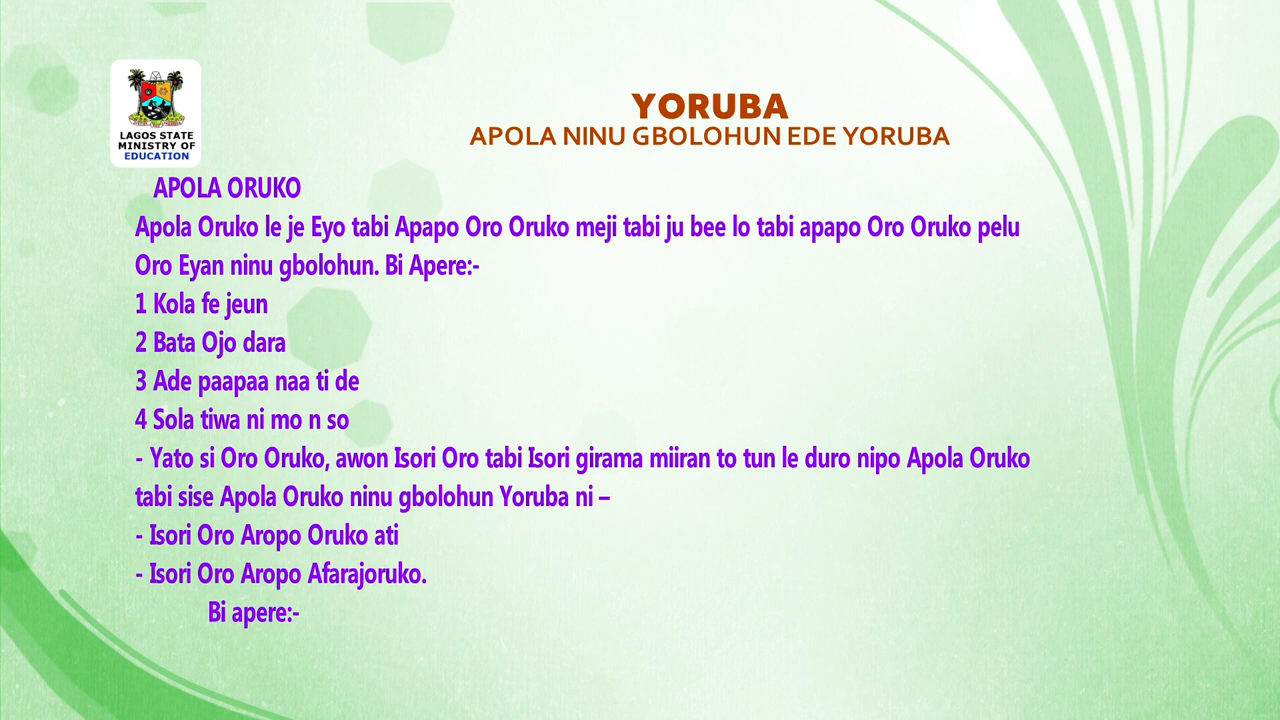 LAGOS STATE
MINISTRY OF
EDUCATION
YORUBA
APOLA NINU GBOLOHUN EDE YORUBA
APOLA ORUKO
Apola Oruko le je Eyo tabi Apapo Oro Oruko meji tabi ju bee lo tabi apapo Oro Oruko pelu
Oro Eyan ninu gbolohun. Bi Apere:-
1 Kola fe jeun
2 Bata Ojo dara
3 Ade paapaa naa ti de
4 Sola tiwa ni mo n so
- Yato si Oro Oruko, awon Isori Oro tabi Isori girama miiran to tun le duro nipo Apola Oruko
tabi sise Apola Oruko ninu gbolohun Yoruba ni –
- Isori Oro Aropo Oruko ati
- Isori Oro Aropo Afarajoruko.
Bi apere:-